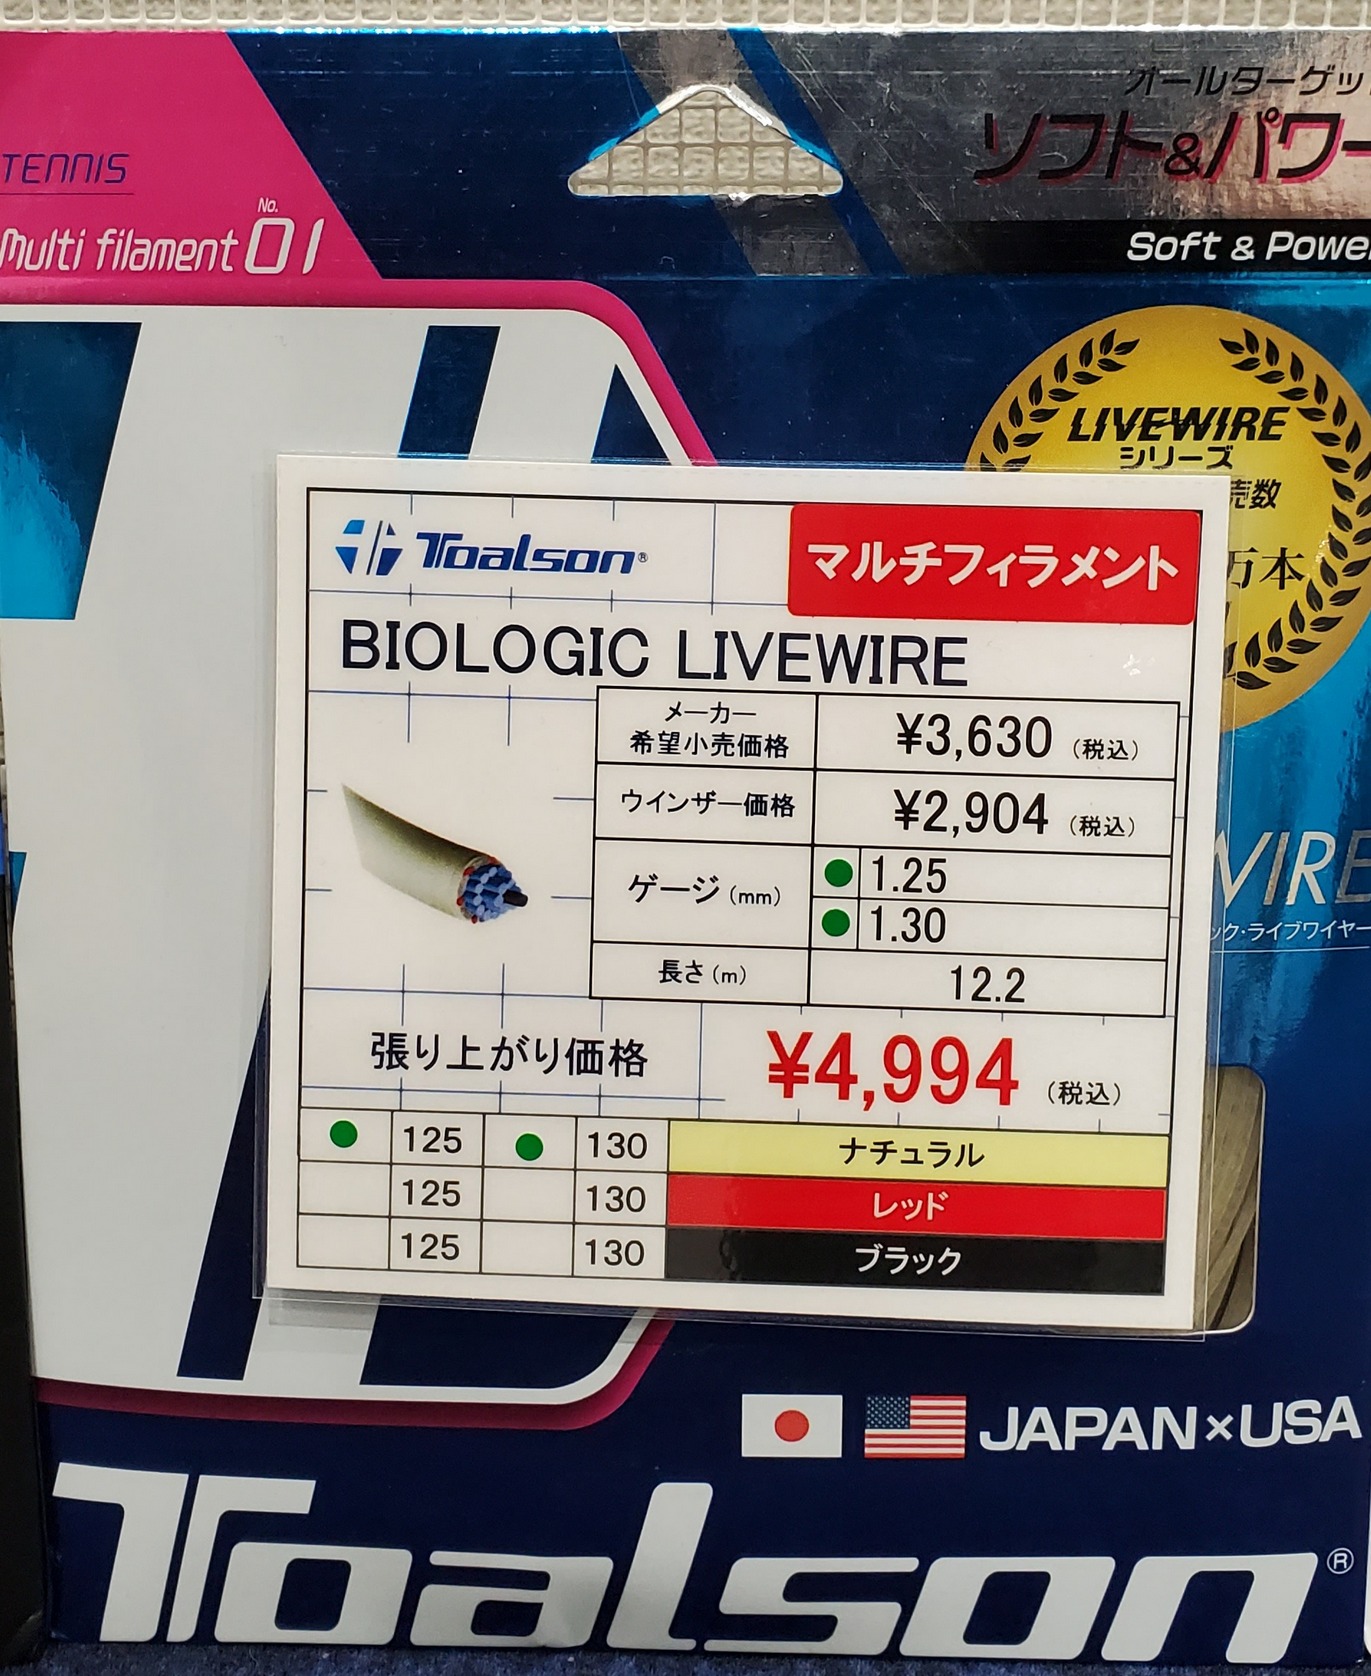 オールターゲッ
ソフト&パワー
TENNIS
Multi filament No. 01
Soft & Power
LIVEWIRE
シリーズ
売数
万本
Toalson®
マルチフィラメント
BIOLOGIC LIVEWIRE
メーカー
希望小売価格
¥3,630 (税込)
ウインザー価格
¥2,904 (税込)
ゲージ(mm)
1.25
1.30
長さ(m)
12.2
張り上がり価格
¥4,994 (税込)
125 130 ナチュラル
125 130 レッド
125 130 ブラック
WIRE
ック・ライブワイヤー
JAPAN×USA
Toalson®